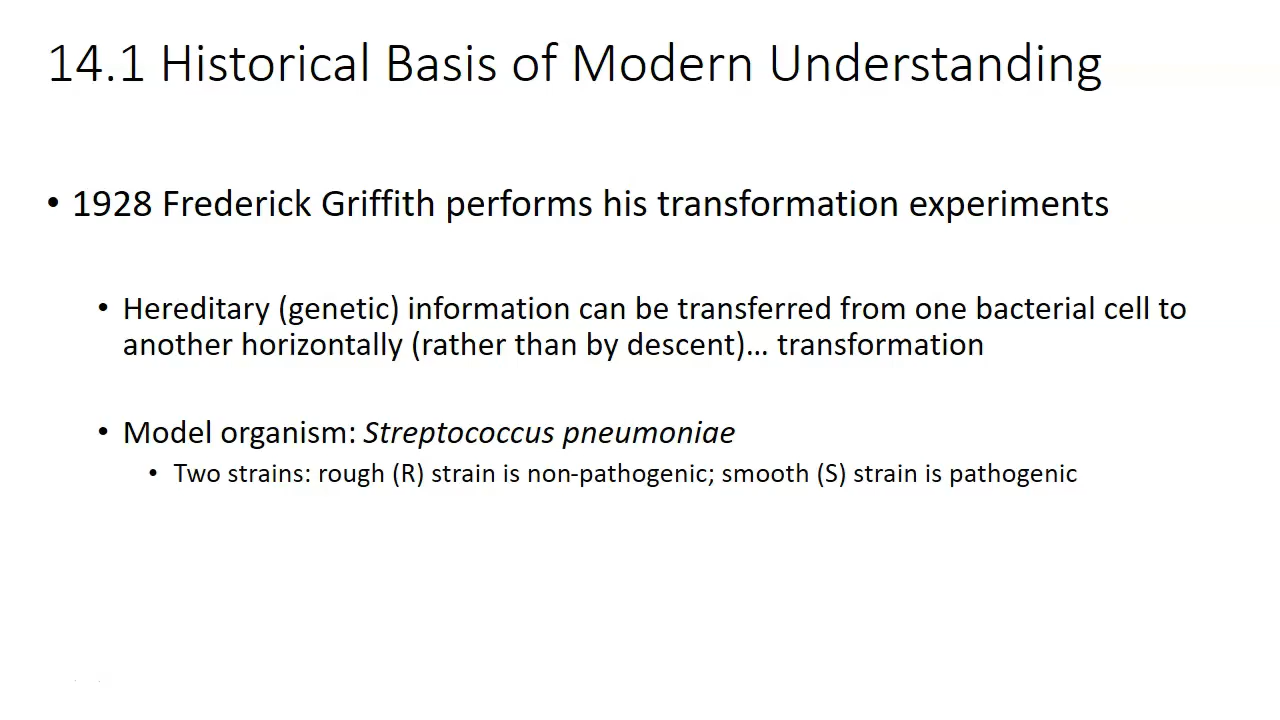 14.1 Historical Basis of Modern Understanding
• 1928 Frederick Griffith performs his transformation experiments
• Hereditary (genetic) information can be transferred from one bacterial cell to
another horizontally (rather than by descent)… transformation
• Model organism: Streptococcus pneumoniae
• Two strains: rough (R) strain is non-pathogenic; smooth (S) strain is pathogenic